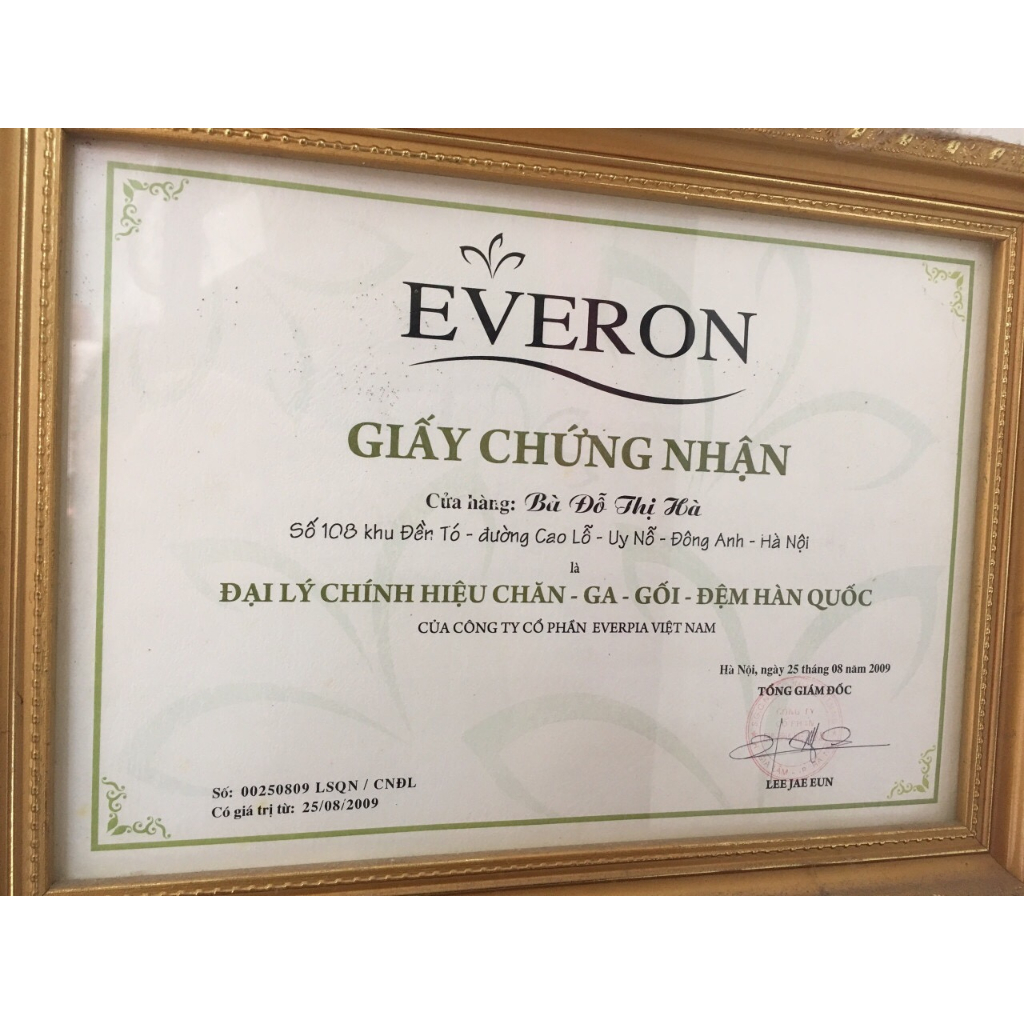 EVERON
GIẤY CHỨNG NHẬN
Cửa hàng: Bà Đỗ Thị Hà
Số 108 khu Đền Tó - đường Cao Lỗ - Uy Nỗ - Đông Anh - Hà Nội
là
ĐẠI LÝ CHÍNH HIỆU CHĂN - GA - GỐI - ĐỆM HÀN QUỐC
CỦA CÔNG TY CỔ PHẦN EVERPIA VIỆT NAM
Hà Nội, ngày 25 tháng 08 năm 2009
TỔNG GIÁM ĐỐC
LEE JAE EUN
Số: 00250809 LSQN / CNĐL
Có giá trị từ: 25/08/2009